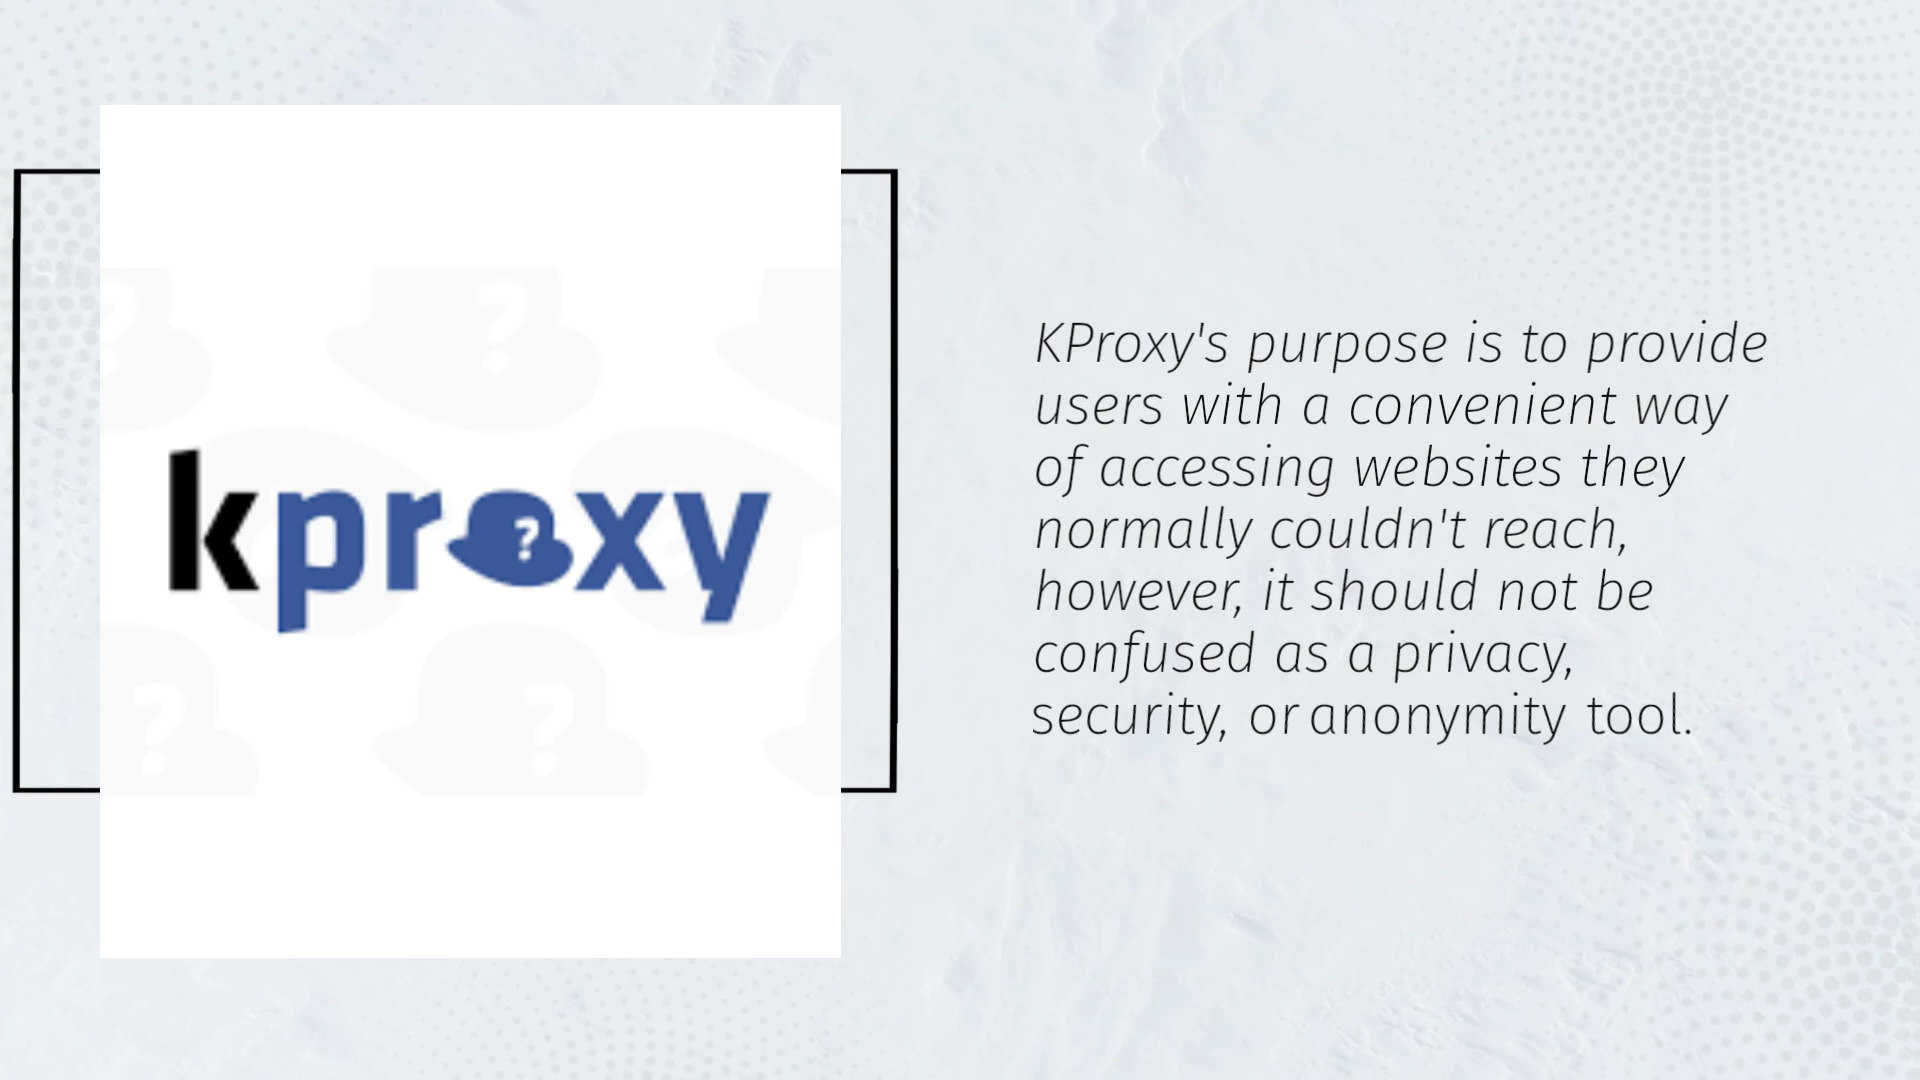 kproxy
KProxy's purpose is to provide
users with a convenient way
of accessing websites they
normally couldn't reach,
however, it should not be
confused as a privacy,
security, or anonymity tool.